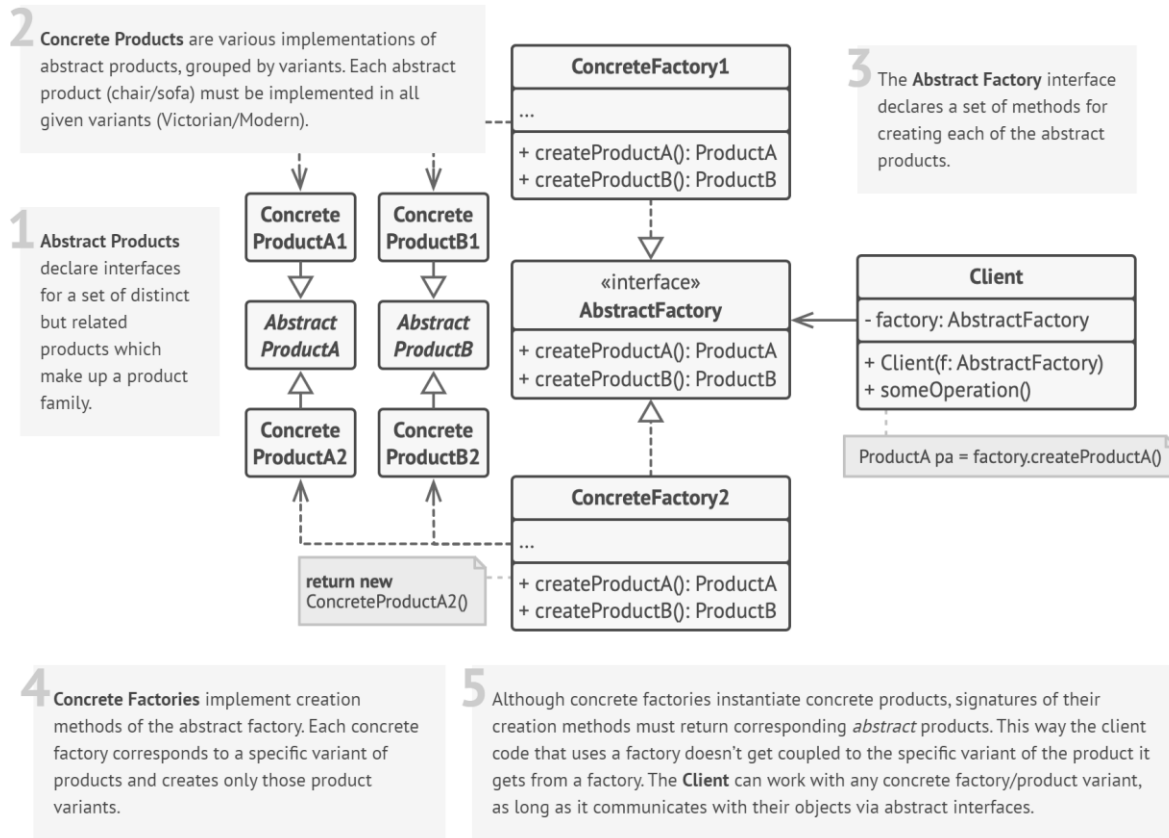 2
Concrete Products are various implementations of
abstract products, grouped by variants. Each abstract
product (chair/sofa) must be implemented in all
given variants (Victorian/Modern).
ConcreteFactory1
...
+ createProductA(): ProductA
+ createProductB(): ProductB
3
The Abstract Factory interface
declares a set of methods for
creating each of the abstract
products.
1
Abstract Products
declare interfaces
for a set of distinct
but related
products which
make up a product
family.
Concrete
ProductA1
Concrete
ProductB1
Abstract
ProductA
Abstract
ProductB
Concrete
ProductA2
Concrete
ProductB2
«interface»
AbstractFactory
+ createProductA(): ProductA
+ createProductB(): ProductB
Client
- factory: AbstractFactory
+ Client(f: AbstractFactory)
+ someOperation()
ProductA pa = factory.createProductA()
ConcreteFactory2
...
+ createProductA(): ProductA
+ createProductB(): ProductB
return new
ConcreteProductA2()
4
Concrete Factories implement creation
methods of the abstract factory. Each concrete
factory corresponds to a specific variant of
products and creates only those product
variants.
5
Although concrete factories instantiate concrete products, signatures of their
creation methods must return corresponding abstract products. This way the client
code that uses a factory doesn’t get coupled to the specific variant of the product it
gets from a factory. The Client can work with any concrete factory/product variant,
as long as it communicates with their objects via abstract interfaces.